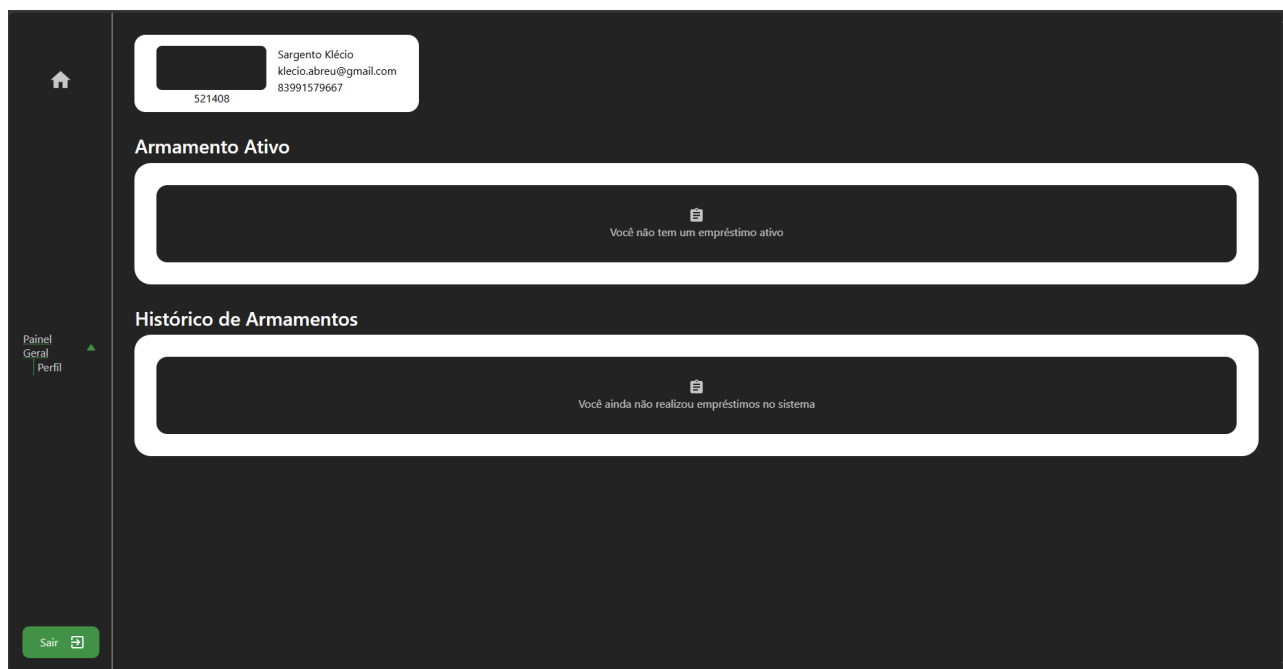 Sargento Klécio
klecio.abreu@gmail.com
83991579667
521408
Armamento Ativo
Você não tem um empréstimo ativo
Histórico de Armamentos
Painel
Geral
Perfil
Você ainda não realizou empréstimos no sistema
Sair